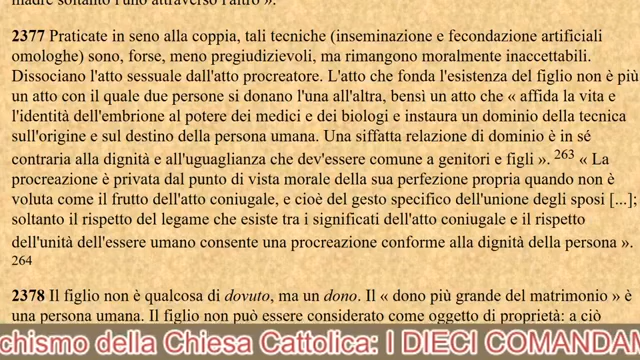 madre soltanto l'uno attraverso l'altro ».
2377 Praticate in seno alla coppia, tali tecniche (inseminazione e fecondazione artificiali
omologhe) sono, forse, meno pregiudizievoli, ma rimangono moralmente inaccettabili.
Dissociano l'atto sessuale dall'atto procreatore. L'atto che fonda l'esistenza del figlio non è più
un atto con il quale due persone si donano l'una all'altra, bensì un atto che « affida la vita e
l'identità dell'embrione al potere dei medici e dei biologi e instaura un dominio della tecnica
sull'origine e sul destino della persona umana. Una siffatta relazione di dominio è in sé
contraria alla dignità e all'uguaglianza che dev'essere comune a genitori e figli ». 263 « La
procreazione è privata dal punto di vista morale della sua perfezione propria quando non è
voluta come il frutto dell'atto coniugale, e cioè del gesto specifico dell'unione degli sposi [...];
soltanto il rispetto del legame che esiste tra i significati dell'atto coniugale e il rispetto
dell'unità dell'essere umano consente una procreazione conforme alla dignità della persona ».
264
2378 Il figlio non è qualcosa di dovuto, ma un dono. Il « dono più grande del matrimonio » è
una persona umana. Il figlio non può essere considerato come oggetto di proprietà: a ciò
chismo della Chiesa Cattolica: I DIECI COMANDAM